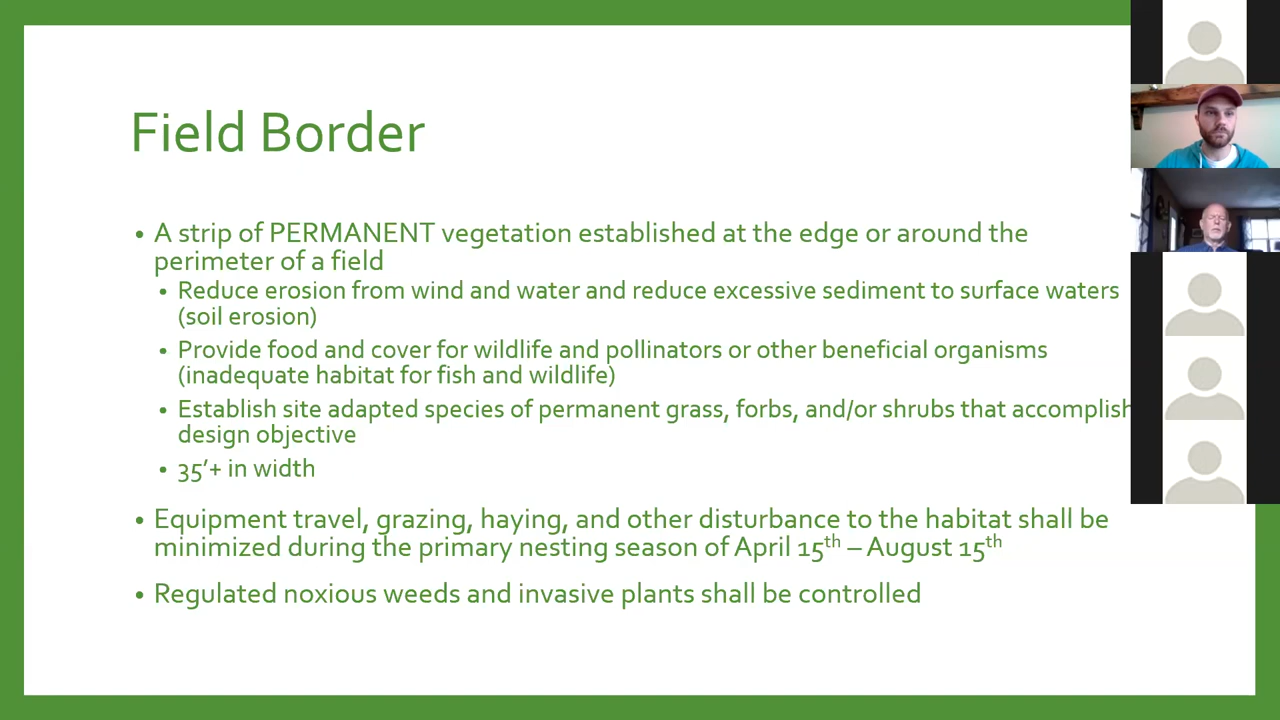 Field Border
• A strip of PERMANENT vegetation established at the edge or around the
perimeter of a field
• Reduce erosion from wind and water and reduce excessive sediment to surface waters
(soil erosion)
• Provide food and cover for wildlife and pollinators or other beneficial organisms
(inadequate habitat for fish and wildlife)
• Establish site adapted species of permanent grass, forbs, and/or shrubs that accomplish
design objective
• 35’+ in width
• Equipment travel, grazing, haying, and other disturbance to the habitat shall be
minimized during the primary nesting season of April 15th – August 15th
• Regulated noxious weeds and invasive plants shall be controlled